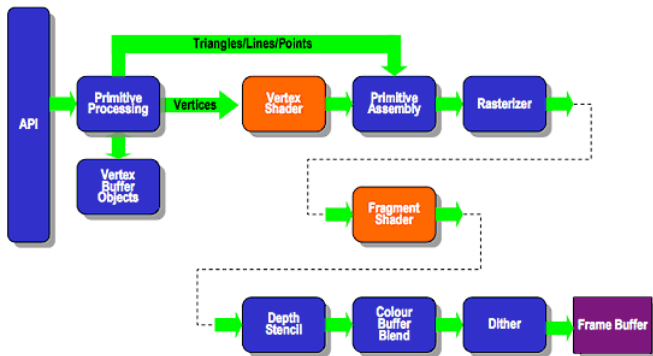 Triangles/Lines/Points
API
Primitive
Processing
Vertices
Vertex
Shader
Primitive
Assembly
Rasterizer
Vertex
Buffer
Objects
Fragment
Shader
Depth
Stencil
Colour
Buffer
Blend
Dither
Frame Buffer